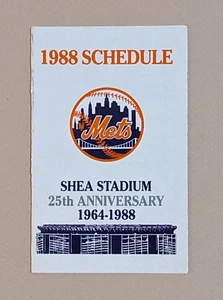 1988 SCHEDULE
Mets
SHEA STADIUM
25th ANNIVERSARY
1964-1988